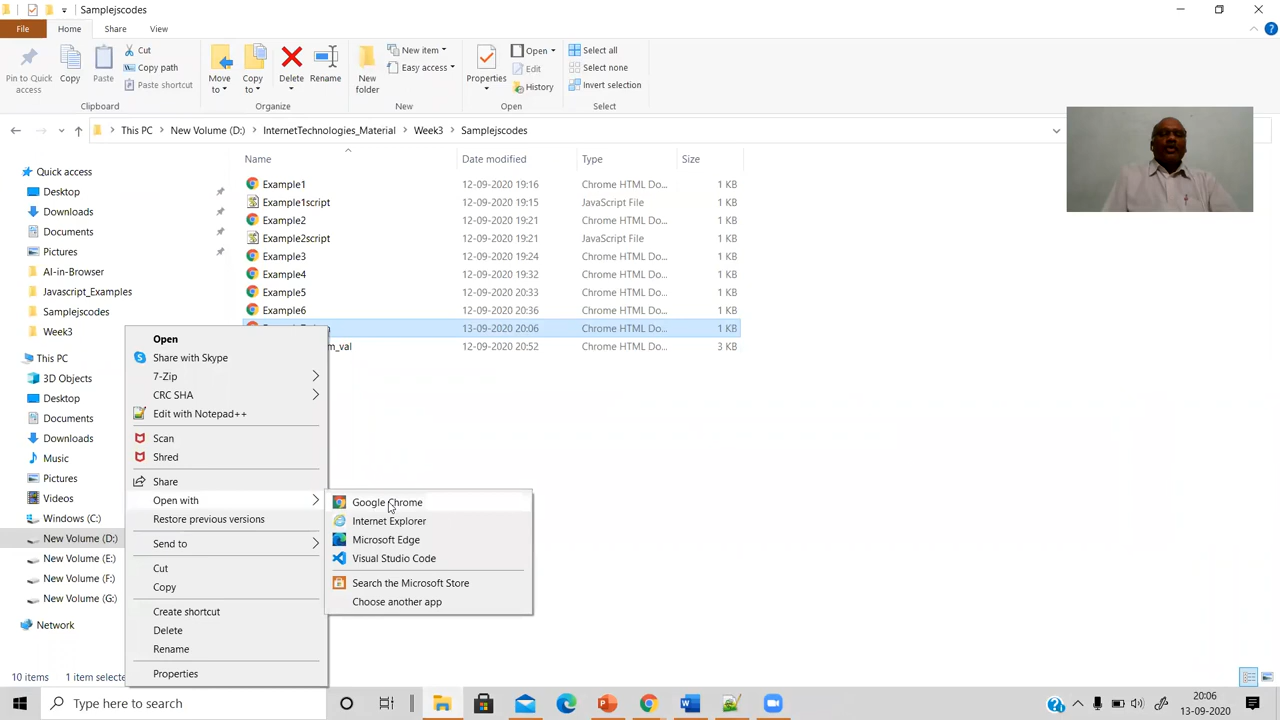 Samplejscodes
File
Home
Share
View
Pin to Quick access
Copy
Paste
Cut
Copy path
Paste shortcut
Clipboard
Move to
Copy to
Delete
Rename
Organize
New folder
New item
Easy access
New
Properties
Open
Edit
History
Open
Select all
Select none
Invert selection
Select
This PC
New Volume (D:)
InternetTechnologies_Material
Week3
Samplejscodes
Name
Date modified
Type
Size
Example1 12-09-2020 19:16 Chrome HTML Do... 1 KB
Example1script 12-09-2020 19:15 JavaScript File 1 KB
Example2 12-09-2020 19:21 Chrome HTML Do... 1 KB
Example2script 12-09-2020 19:21 JavaScript File 1 KB
Example3 12-09-2020 19:24 Chrome HTML Do... 1 KB
Example4 12-09-2020 19:32 Chrome HTML Do... 1 KB
Example5 12-09-2020 20:33 Chrome HTML Do... 1 KB
Example6 12-09-2020 20:36 Chrome HTML Do... 1 KB
13-09-2020 20:06 Chrome HTML Do... 1 KB
m_val 12-09-2020 20:52 Chrome HTML Do... 3 KB
Quick access
Desktop
Downloads
Documents
Pictures
AI-in-Browser
Javascript_Examples
Samplejscodes
Week3
This PC
3D Objects
Desktop
Documents
Downloads
Music
Pictures
Videos
Windows (C:)
New Volume (D:)
New Volume (E:)
New Volume (F:)
New Volume (G:)
Network
Open
Share with Skype
7-Zip
CRC SHA
Edit with Notepad++
Scan
Shred
Share
Open with
Restore previous versions
Send to
Cut
Copy
Create shortcut
Delete
Rename
Properties
Google Chrome
Internet Explorer
Microsoft Edge
Visual Studio Code
Search the Microsoft Store
Choose another app
10 items
1 item selecte
Type here to search
20:06
13-09-2020